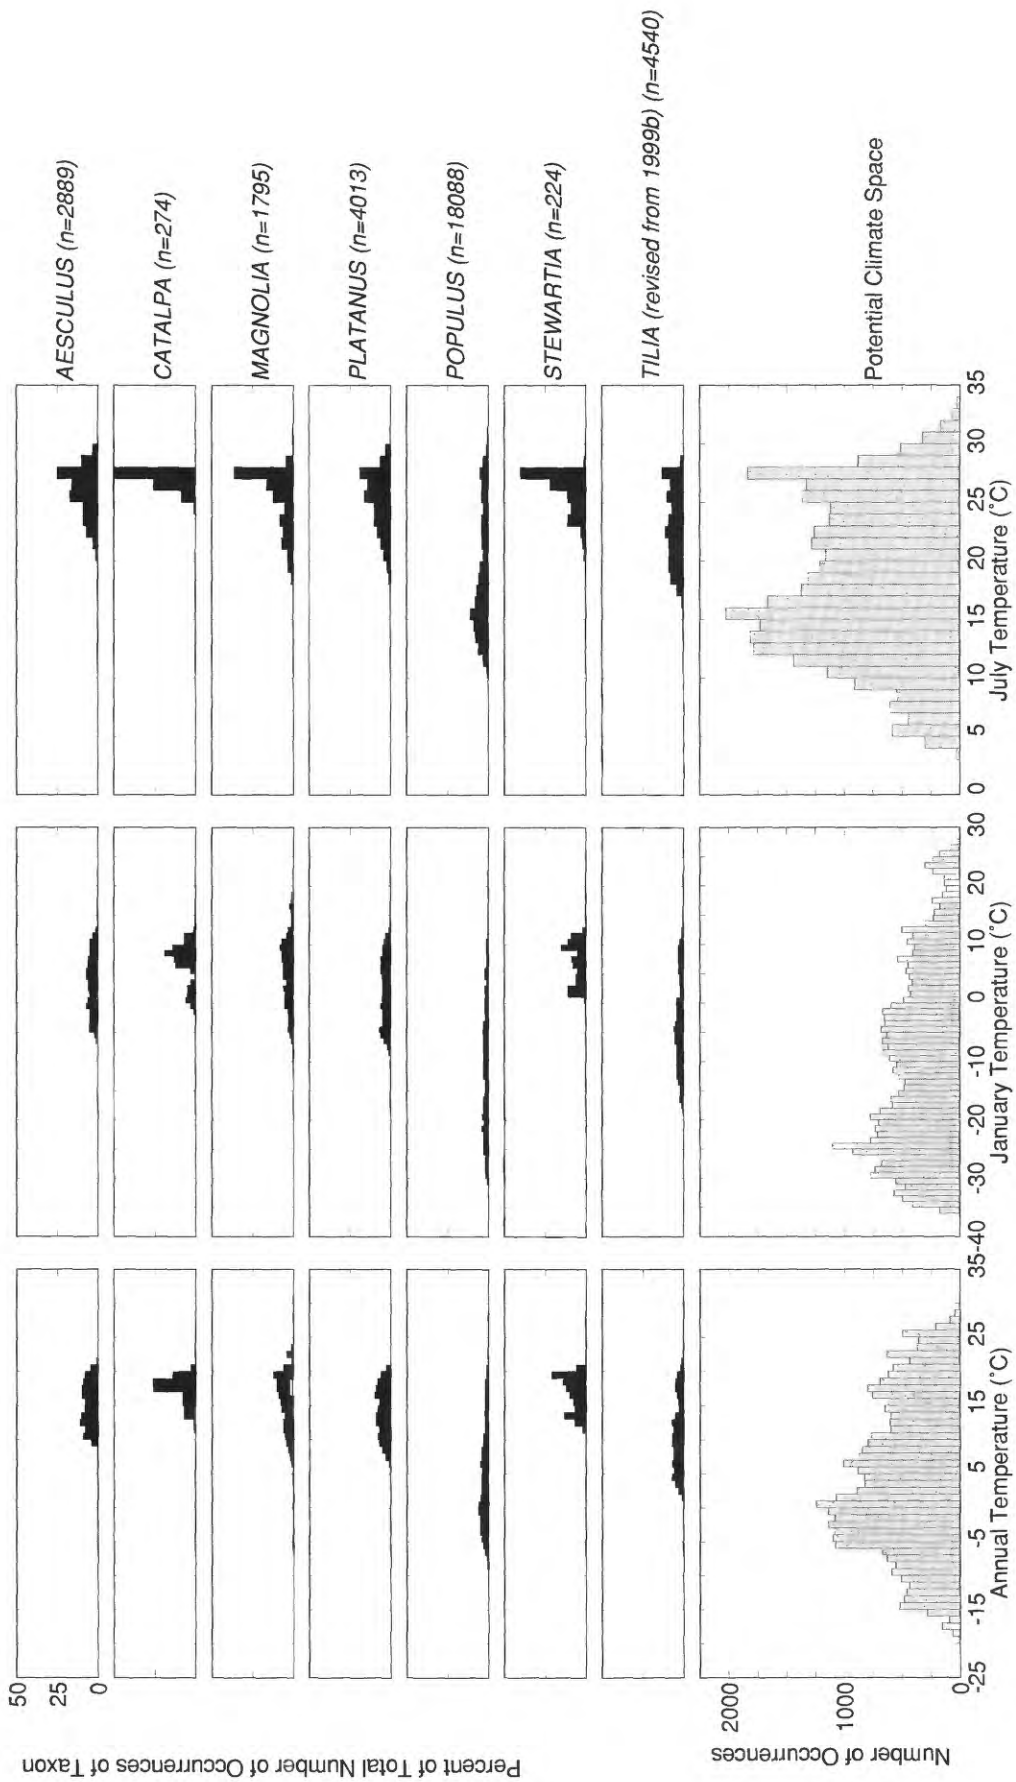 Percent of Total Number of Occurrences of Taxon
50
25
0
AESCULUS (n=2889)
CATALPA (n=274)
MAGNOLIA (n=1795)
PLATANUS (n=4013)
POPULUS (n=18088)
STEWARTIA (n=224)
TILIA (revised from 1999b) (n=4540)
Number of Occurrences
2000
1000
0
Potential Climate Space
-25 -15 -5 5 15 25 35
-40 -30 -20 -10 0 10 20 30
0 5 10 15 20 25 30 35
Annual Temperature (°C)
January Temperature (°C)
July Temperature (°C)